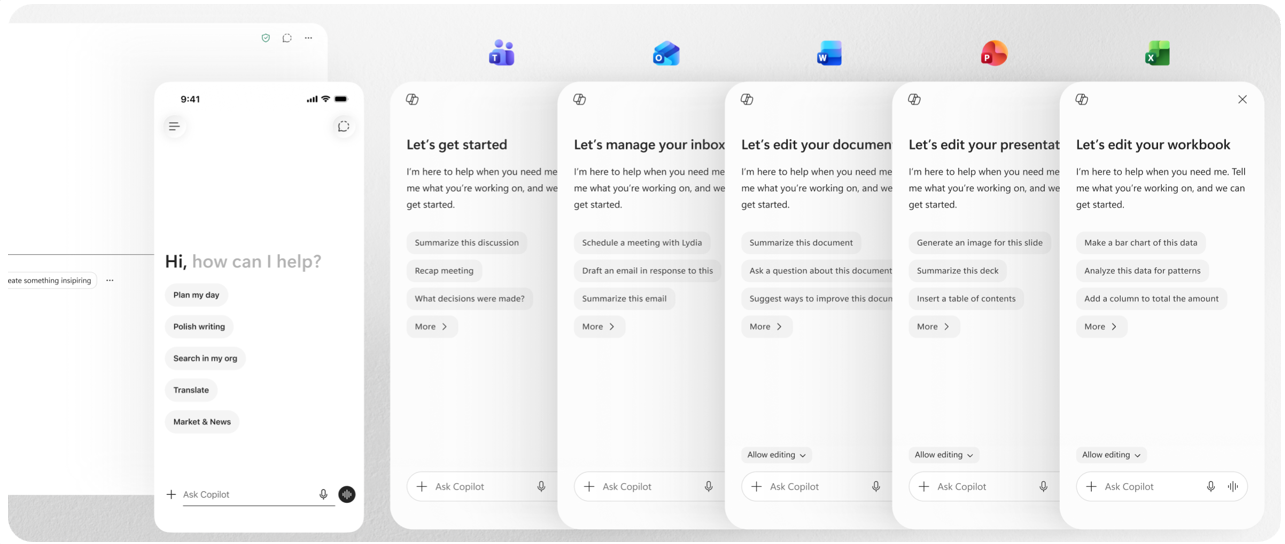 eate something insipiring
9:41
Hi, how can I help?
Plan my day
Polish writing
Search in my org
Translate
Market & News
Ask Copilot
T
Let's get started
I'm here to help when you need me
me what you're working on, and we
get started.
Summarize this discussion
Recap meeting
What decisions were made?
More
Ask Copilot
O
Let's manage your inbox
I'm here to help when you need me
me what you're working on, and we
get started.
Schedule a meeting with Lydia
Draft an email in response to this
Summarize this email
More
Ask Copilot
W
Let's edit your documen
I'm here to help when you need me
me what you're working on, and we
get started.
Summarize this document
Ask a question about this document
Suggest ways to improve this docun
More
Allow editing
Ask Copilot
P
Let's edit your presentat
I'm here to help when you need me
me what you're working on, and we
get started.
Generate an image for this slide
Summarize this deck
Insert a table of contents
More
Allow editing
Ask Copilot
X
Let's edit your workbook
I'm here to help when you need me. Tell
me what you're working on, and we can
get started.
Make a bar chart of this data
Analyze this data for patterns
Add a column to total the amount
More
Allow editing
Ask Copilot